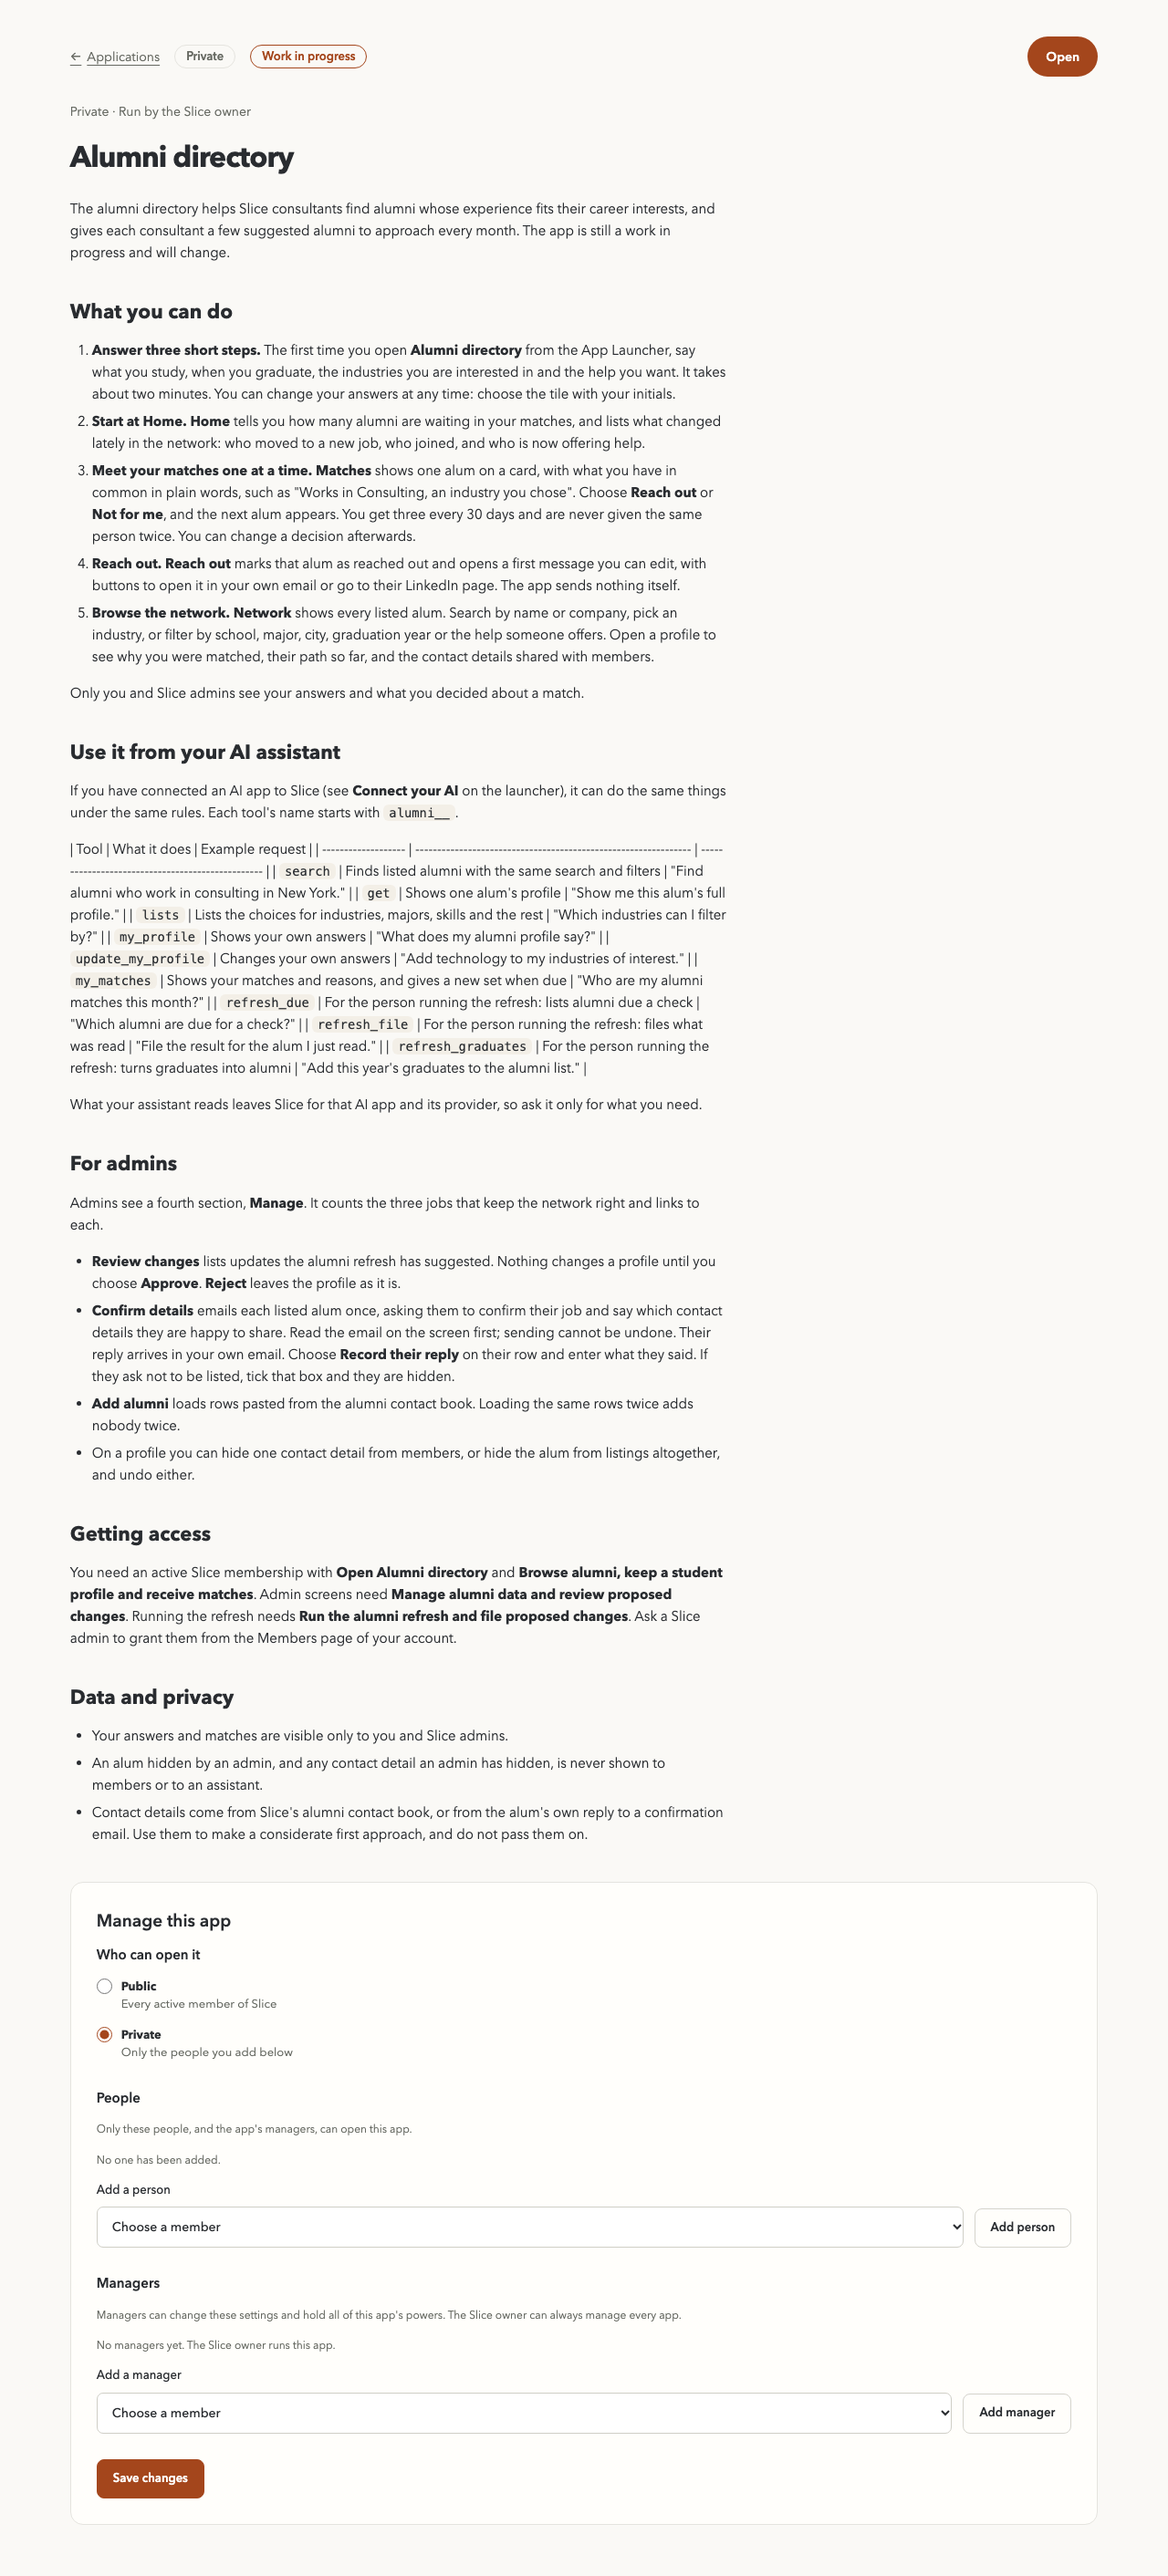 ← Applications Private Work in progress Open
Private · Run by the Slice owner
Alumni directory
The alumni directory helps Slice consultants find alumni whose experience fits their career interests, and
gives each consultant a few suggested alumni to approach every month. The app is still a work in
progress and will change.
What you can do
1. Answer three short steps. The first time you open Alumni directory from the App Launcher, say
what you study, when you graduate, the industries you are interested in and the help you want. It takes
about two minutes. You can change your answers at any time: choose the tile with your initials.
2. Start at Home. Home tells you how many alumni are waiting in your matches, and lists what changed
lately in the network: who moved to a new job, who joined, and who is now offering help.
3. Meet your matches one at a time. Matches shows one alum on a card, with what you have in
common in plain words, such as "Works in Consulting, an industry you chose". Choose Reach out or
Not for me, and the next alum appears. You get three every 30 days and are never given the same
person twice. You can change a decision afterwards.
4. Reach out. Reach out marks that alum as reached out and opens a first message you can edit, with
buttons to open it in your own email or go to their LinkedIn page. The app sends nothing itself.
5. Browse the network. Network shows every listed alum. Search by name or company, pick an
industry, or filter by school, major, city, graduation year or the help someone offers. Open a profile to
see why you were matched, their path so far, and the contact details shared with members.
Only you and Slice admins see your answers and what you decided about a match.
Use it from your AI assistant
If you have connected an AI app to Slice (see Connect your AI on the launcher), it can do the same things
under the same rules. Each tool's name starts with alumni__.
| Tool | What it does | Example request | | ------------------- | --------------------------------------------------------------- | -----
-------------------------------------------- | | search | Finds listed alumni with the same search and filters | "Find
alumni who work in consulting in New York." | | get | Shows one alum's profile | "Show me this alum's full
profile." | | lists | Lists the choices for industries, majors, skills and the rest | "Which industries can I filter
by?" | | my_profile | Shows your own answers | "What does my alumni profile say?" | |
update_my_profile | Changes your own answers | "Add technology to my industries of interest." | |
my_matches | Shows your matches and reasons, and gives a new set when due | "Who are my alumni
matches this month?" | | refresh_due | For the person running the refresh: lists alumni due a check |
"Which alumni are due for a check?" | | refresh_file | For the person running the refresh: files what
was read | "File the result for the alum I just read." | | refresh_graduates | For the person running the
refresh: turns graduates into alumni | "Add this year's graduates to the alumni list." |
What your assistant reads leaves Slice for that AI app and its provider, so ask it only for what you need.
For admins
Admins see a fourth section, Manage. It counts the three jobs that keep the network right and links to
each.
• Review changes lists updates the alumni refresh has suggested. Nothing changes a profile until you
choose Approve. Reject leaves the profile as it is.
• Confirm details emails each listed alum once, asking them to confirm their job and say which contact
details they are happy to share. Read the email on the screen first; sending cannot be undone. Their
reply arrives in your own email. Choose Record their reply on their row and enter what they said. If
they ask not to be listed, tick that box and they are hidden.
• Add alumni loads rows pasted from the alumni contact book. Loading the same rows twice adds
nobody twice.
• On a profile you can hide one contact detail from members, or hide the alum from listings altogether,
and undo either.
Getting access
You need an active Slice membership with Open Alumni directory and Browse alumni, keep a student
profile and receive matches. Admin screens need Manage alumni data and review proposed
changes. Running the refresh needs Run the alumni refresh and file proposed changes. Ask a Slice
admin to grant them from the Members page of your account.
Data and privacy
• Your answers and matches are visible only to you and Slice admins.
• An alum hidden by an admin, and any contact detail an admin has hidden, is never shown to
members or to an assistant.
• Contact details come from Slice's alumni contact book, or from the alum's own reply to a confirmation
email. Use them to make a considerate first approach, and do not pass them on.
Manage this app
Who can open it
Public
Every active member of Slice
Private
Only the people you add below
People
Only these people, and the app's managers, can open this app.
No one has been added.
Add a person
Choose a member Add person
Managers
Managers can change these settings and hold all of this app's powers. The Slice owner can always manage every app.
No managers yet. The Slice owner runs this app.
Add a manager
Choose a member Add manager
Save changes